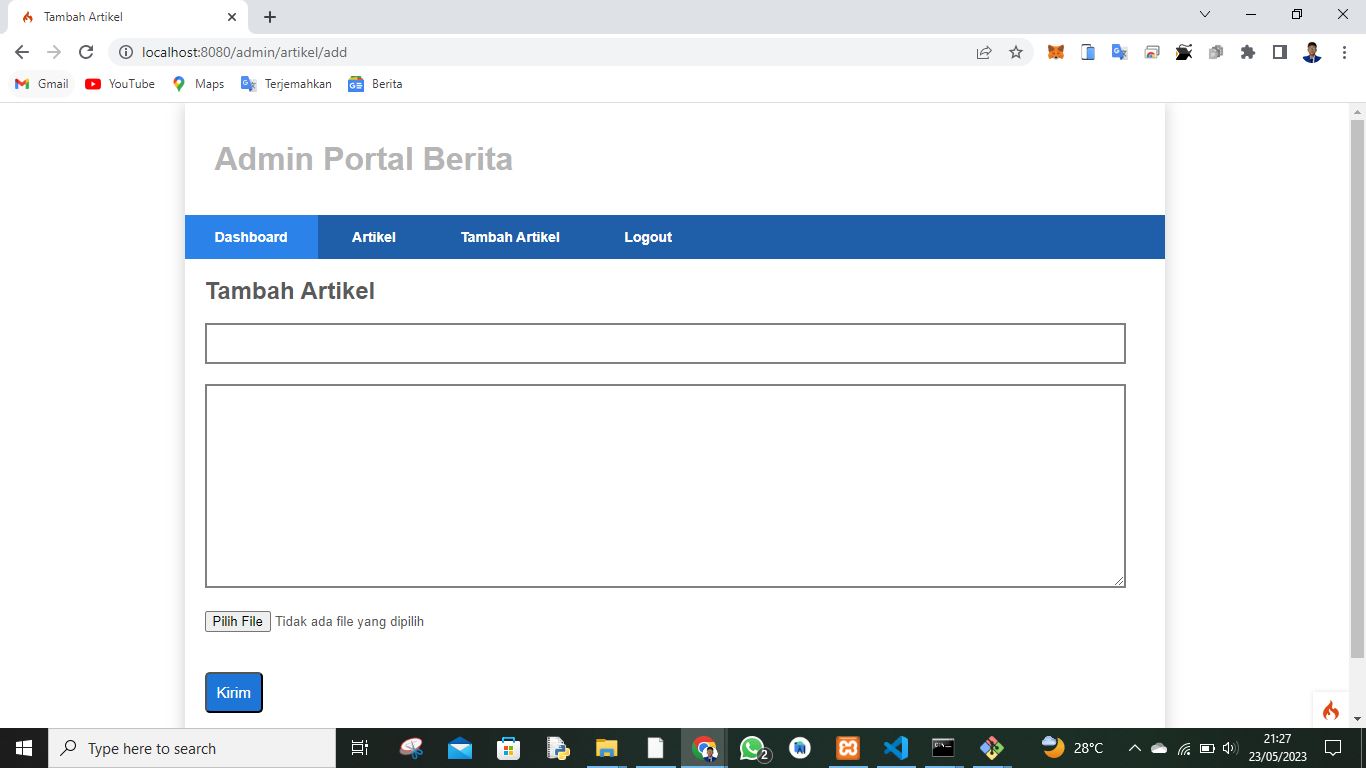 Tambah Artikel
localhost:8080/admin/artikel/add
Gmail YouTube Maps Terjemahkan Berita
Admin Portal Berita
Dashboard Artikel Tambah Artikel Logout
Tambah Artikel
Pilih File Tidak ada file yang dipilih
Kirim
Type here to search
2
28°C
21:27
23/05/2023